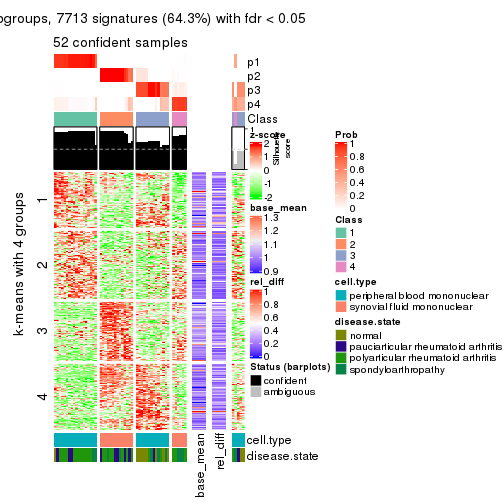 ogroups, 7713 signatures (64.3%) with fdr < 0.05
52 confident samples
p1
p2
p3
p4
Class
1
Silhouette
score
k-means with 4 groups
1
2
3
4
z-score
2
1
0
-1
-2
base_mean
1.3
1.2
1.1
1
0.9
rel_diff
1
0.8
0.6
0.4
0.2
0
Status (barplots)
confident
ambiguous
Prob
1
0.8
0.6
0.4
0.2
0
Class
1
2
3
4
cell.type
peripheral blood mononuclear
synovial fluid mononuclear
disease.state
normal
pauciarticular rheumatoid arthritis
polyarticular rheumatoid arthritis
spondyloarthropathy
cell.type
disease.state
base_mean
rel_diff